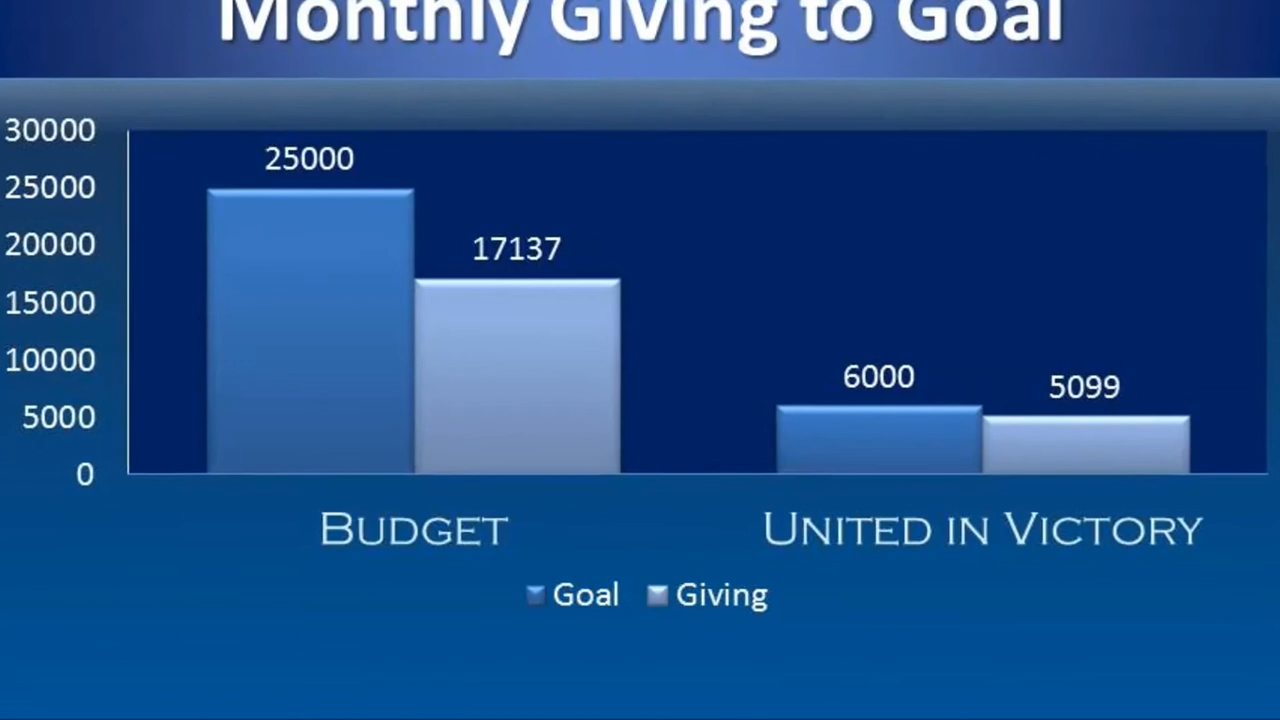 Monthly Giving to Goal
30000
25000
20000
15000
10000
5000
0
25000
17137
6000
5099
BUDGET
UNITED IN VICTORY
Goal Giving